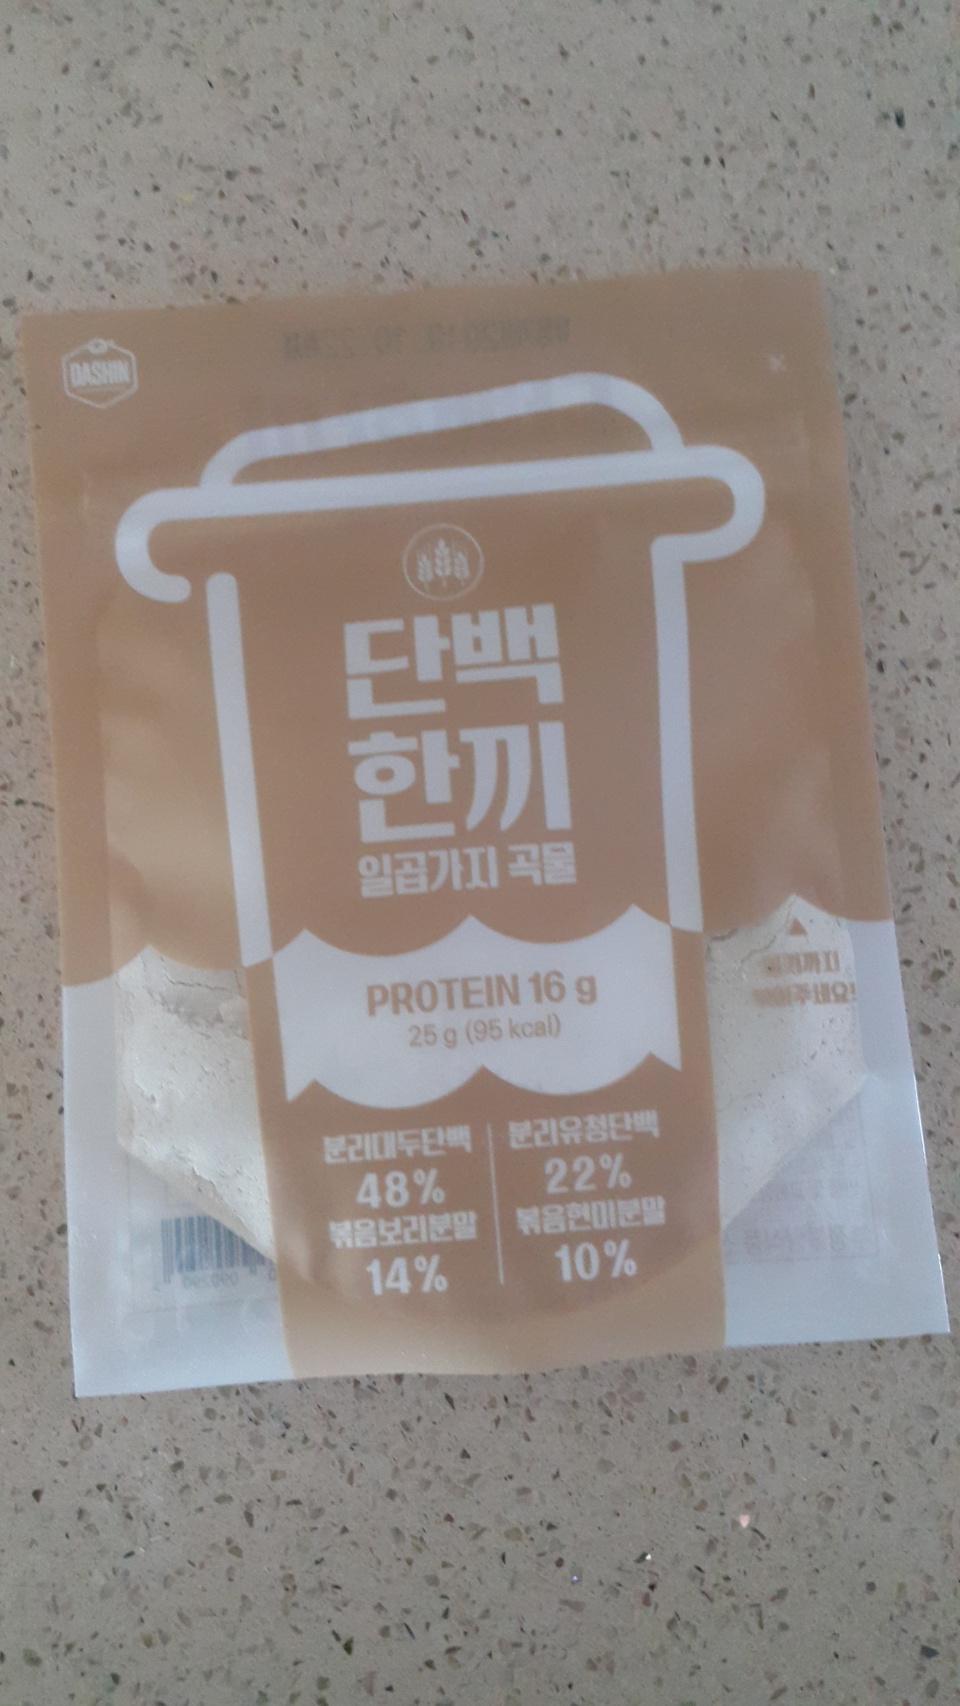 DASHIN
단백
한끼
일곱가지 곡물
PROTEIN 16 g
25 g (95 kcal)
분리대두단백
48%
볶음보리분말
14%
분리유청단백
22%
볶음현미분말
10%